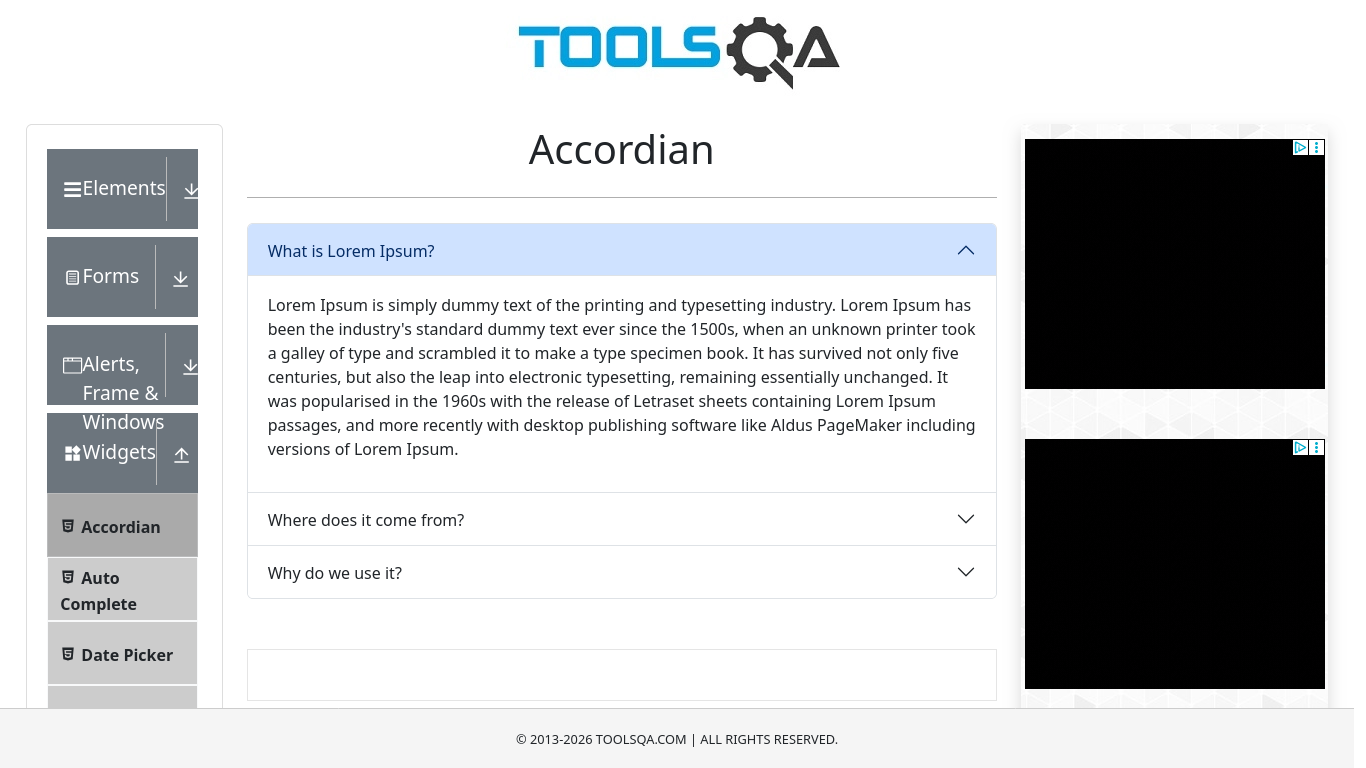 TOOLSQA
Elements
Forms
Alerts,
Frame &
Windows
Widgets
Accordian
Auto
Complete
Date Picker
Accordian
What is Lorem Ipsum?
Lorem Ipsum is simply dummy text of the printing and typesetting industry. Lorem Ipsum has
been the industry's standard dummy text ever since the 1500s, when an unknown printer took
a galley of type and scrambled it to make a type specimen book. It has survived not only five
centuries, but also the leap into electronic typesetting, remaining essentially unchanged. It
was popularised in the 1960s with the release of Letraset sheets containing Lorem Ipsum
passages, and more recently with desktop publishing software like Aldus PageMaker including
versions of Lorem Ipsum.
Where does it come from?
Why do we use it?
© 2013-2026 TOOLSQA.COM | ALL RIGHTS RESERVED.